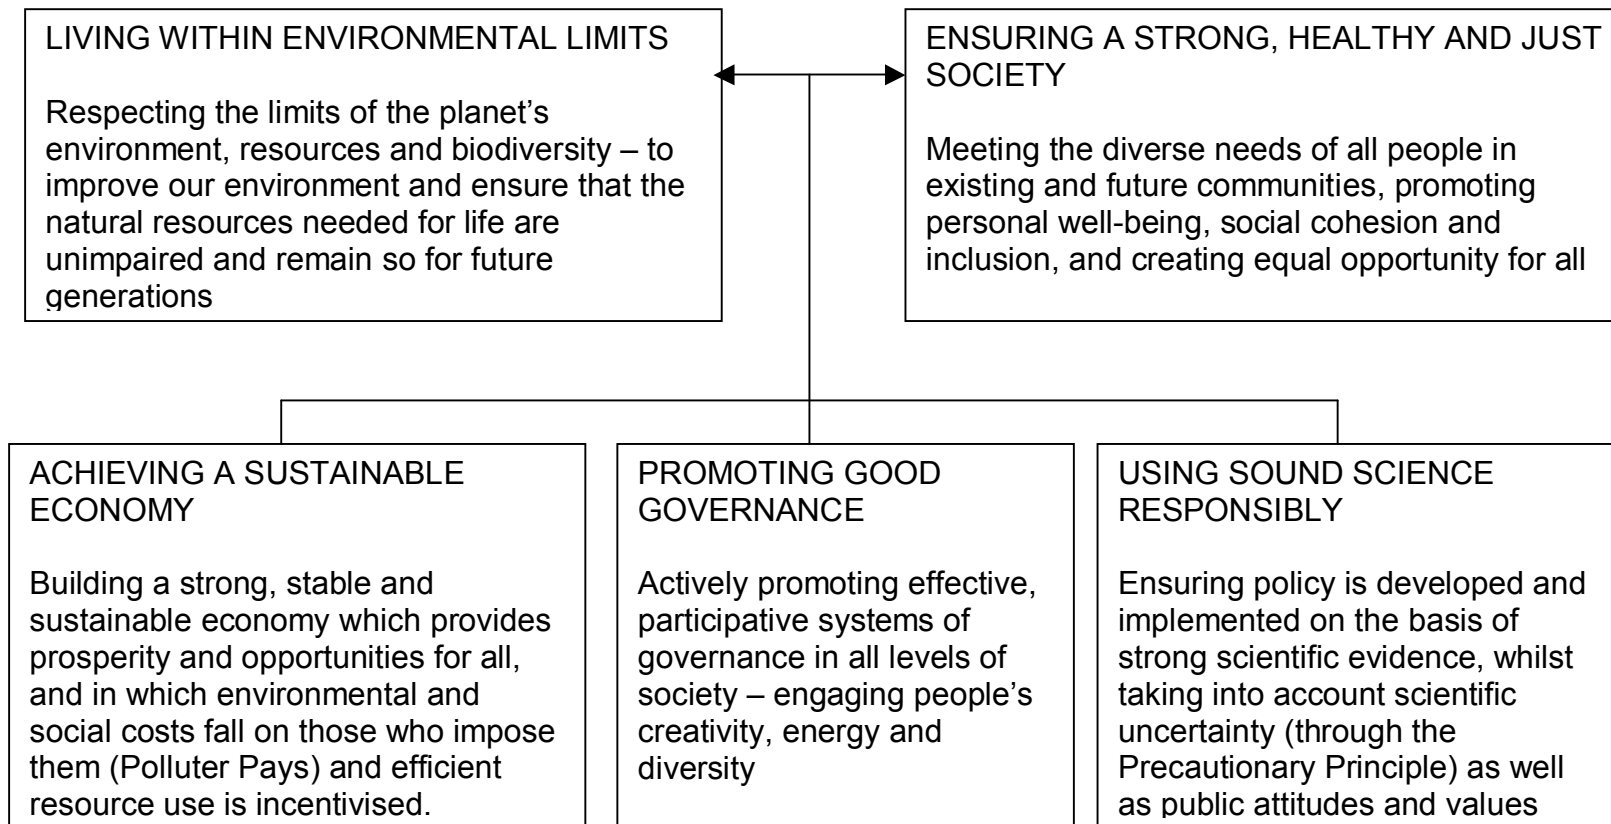 LIVING WITHIN ENVIRONMENTAL LIMITS
Respecting the limits of the planet’s
environment, resources and biodiversity – to
improve our environment and ensure that the
natural resources needed for life are
unimpaired and remain so for future
generations
ENSURING A STRONG, HEALTHY AND JUST
SOCIETY
Meeting the diverse needs of all people in
existing and future communities, promoting
personal well-being, social cohesion and
inclusion, and creating equal opportunity for all
ACHIEVING A SUSTAINABLE
ECONOMY
Building a strong, stable and
sustainable economy which provides
prosperity and opportunities for all,
and in which environmental and
social costs fall on those who impose
them (Polluter Pays) and efficient
resource use is incentivised.
PROMOTING GOOD
GOVERNANCE
Actively promoting effective,
participative systems of
governance in all levels of
society – engaging people’s
creativity, energy and
diversity
USING SOUND SCIENCE
RESPONSIBLY
Ensuring policy is developed and
implemented on the basis of
strong scientific evidence, whilst
taking into account scientific
uncertainty (through the
Precautionary Principle) as well
as public attitudes and values